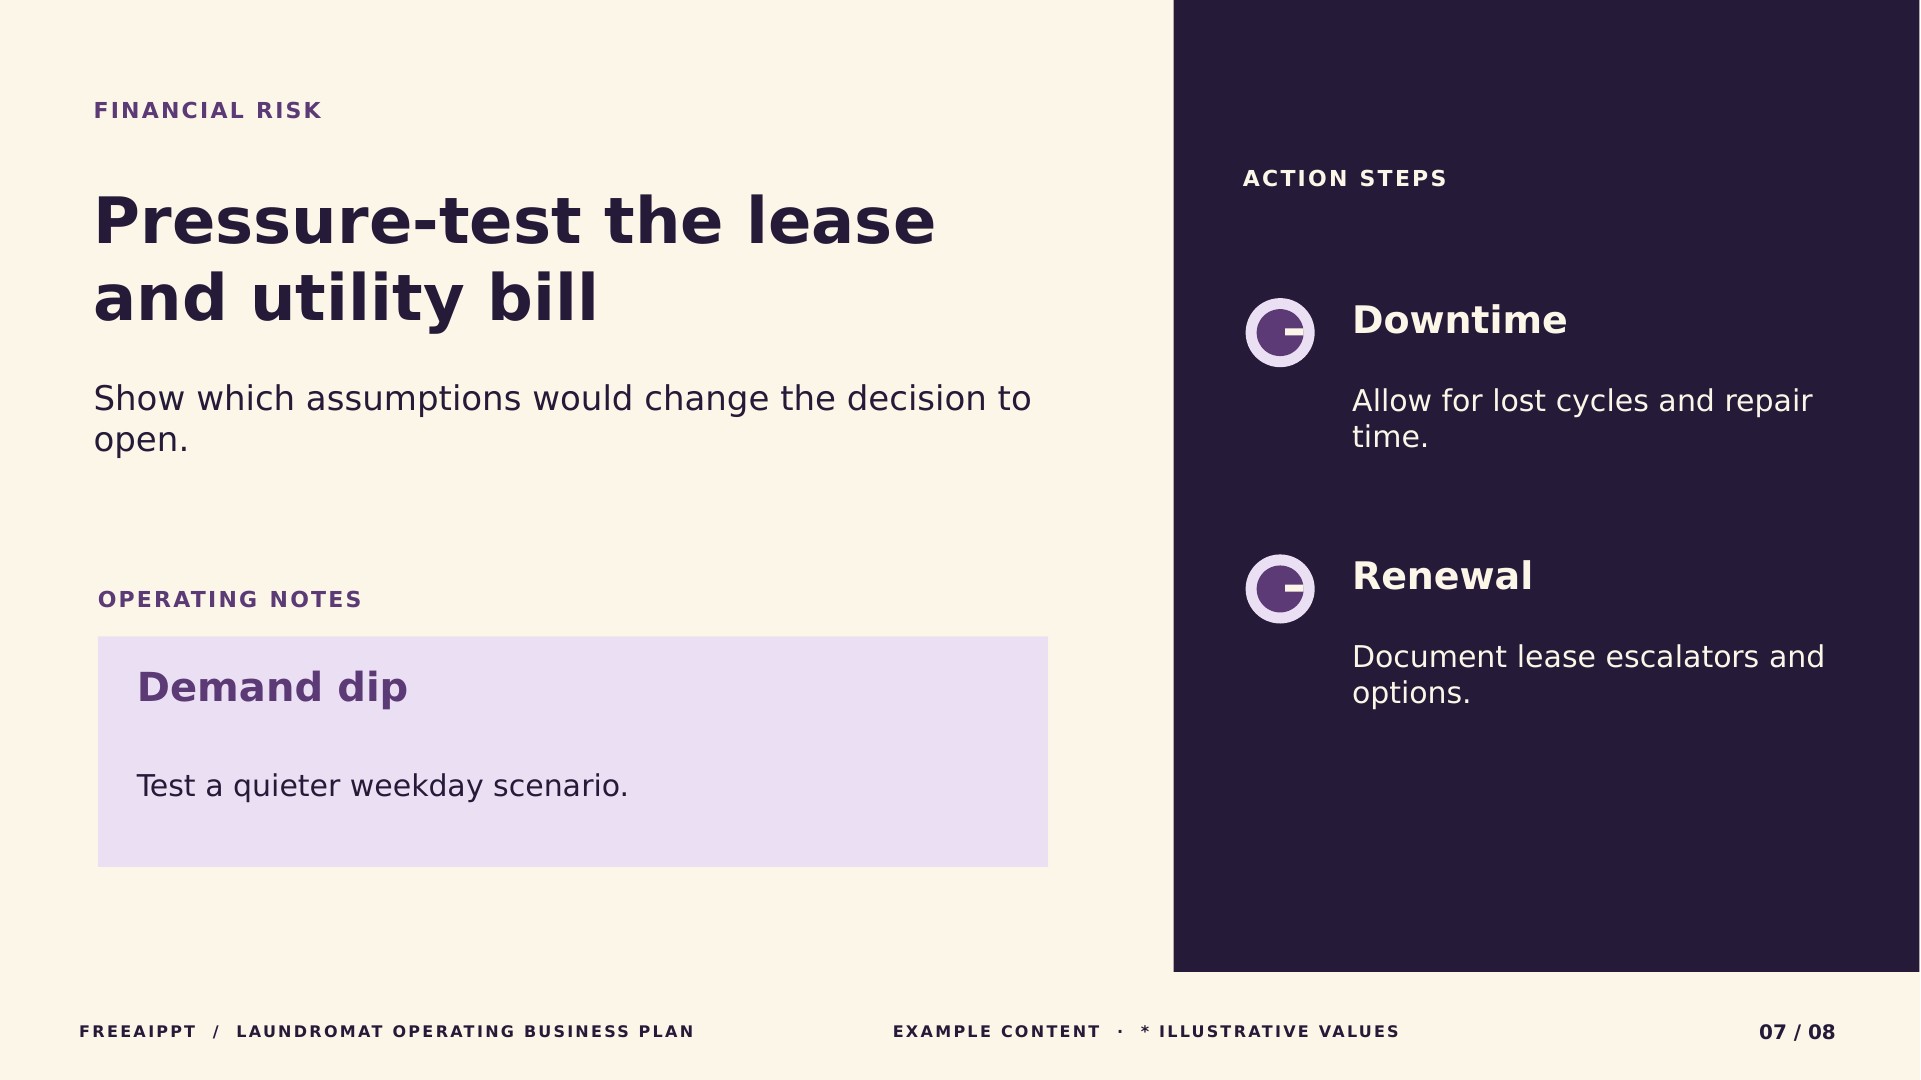 FINANCIAL RISK
Pressure-test the lease
and utility bill
Show which assumptions would change the decision to
open.
OPERATING NOTES
Demand dip
Test a quieter weekday scenario.
ACTION STEPS
Downtime
Allow for lost cycles and repair
time.
Renewal
Document lease escalators and
options.
FREEAIPPT / LAUNDROMAT OPERATING BUSINESS PLAN
EXAMPLE CONTENT · * ILLUSTRATIVE VALUES
07 / 08